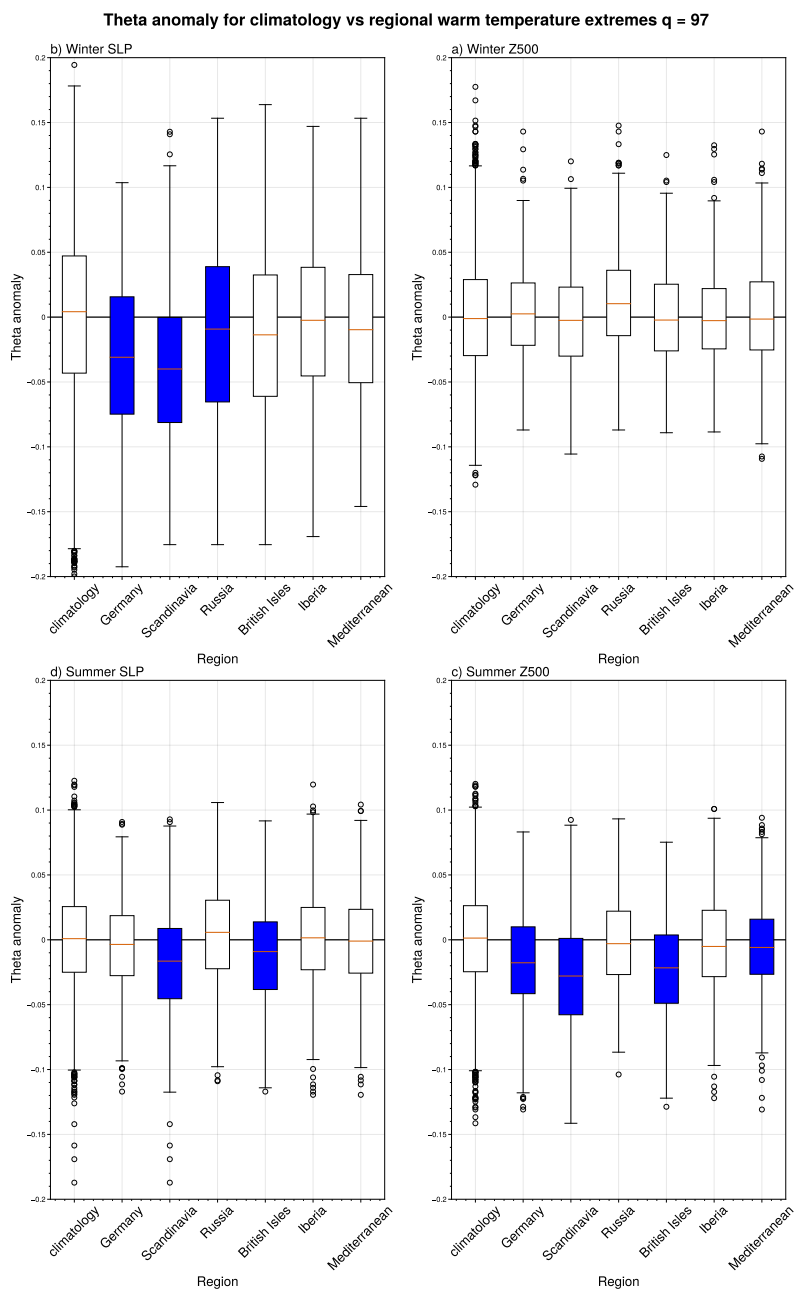 Theta anomaly for climatology vs regional warm temperature extremes q = 97
b) Winter SLP
0.2
0.15
0.1
0.05
0
−0.05
−0.1
−0.15
−0.2
Theta anomaly
climatology
Germany
Scandinavia
Russia
British Isles
Iberia
Mediterranean
Region
a) Winter Z500
0.2
0.15
0.1
0.05
0
−0.05
−0.1
−0.15
−0.2
Theta anomaly
climatology
Germany
Scandinavia
Russia
British Isles
Iberia
Mediterranean
Region
d) Summer SLP
0.2
0.15
0.1
0.05
0
−0.05
−0.1
−0.15
−0.2
Theta anomaly
climatology
Germany
Scandinavia
Russia
British Isles
Iberia
Mediterranean
Region
c) Summer Z500
0.2
0.15
0.1
0.05
0
−0.05
−0.1
−0.15
−0.2
Theta anomaly
climatology
Germany
Scandinavia
Russia
British Isles
Iberia
Mediterranean
Region